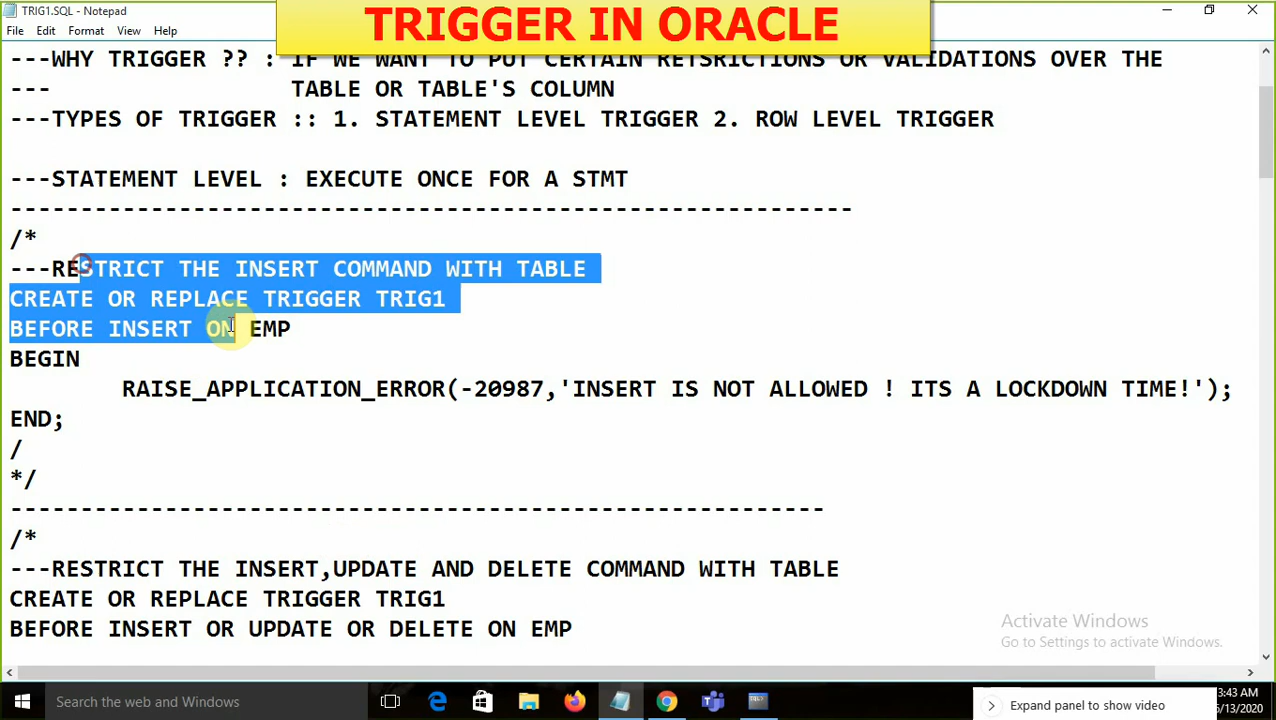 TRIG1.SQL - Notepad
TRIGGER IN ORACLE
File Edit Format View Help
---WHY TRIGGER ?? : IF WE WANT TO PUT CERTAIN RETSRICTIONS OR VALIDATIONS OVER THE
--- TABLE OR TABLE'S COLUMN
---TYPES OF TRIGGER :: 1. STATEMENT LEVEL TRIGGER 2. ROW LEVEL TRIGGER
---STATEMENT LEVEL : EXECUTE ONCE FOR A STMT
------------------------------------------------------------
/*
---RESTRICT THE INSERT COMMAND WITH TABLE
CREATE OR REPLACE TRIGGER TRIG1
BEFORE INSERT ON EMP
BEGIN
RAISE_APPLICATION_ERROR(-20987,'INSERT IS NOT ALLOWED ! ITS A LOCKDOWN TIME!');
END;
/
*/
----------------------------------------------------------
/*
---RESTRICT THE INSERT,UPDATE AND DELETE COMMAND WITH TABLE
CREATE OR REPLACE TRIGGER TRIG1
BEFORE INSERT OR UPDATE OR DELETE ON EMP
Activate Windows
Go to Settings to activate Windows.
Search the web and Windows
Expand panel to show video
3:43 AM
/13/2020